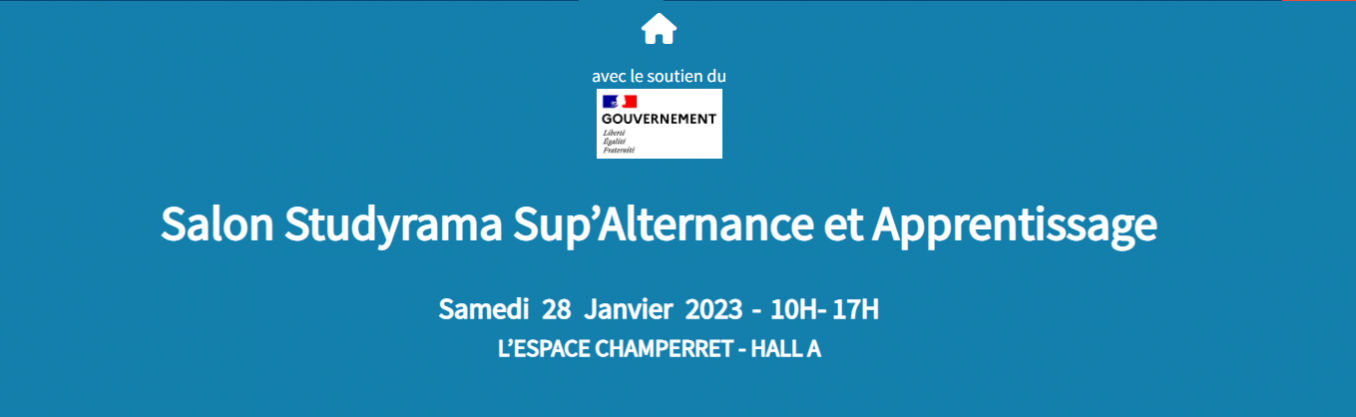 avec le soutien du
GOUVERNEMENT
Liberté
Égalité
Fraternité
Salon Studyrama Sup’Alternance et Apprentissage
Samedi 28 Janvier 2023 - 10H- 17H
L’ESPACE CHAMPERRET - HALL A